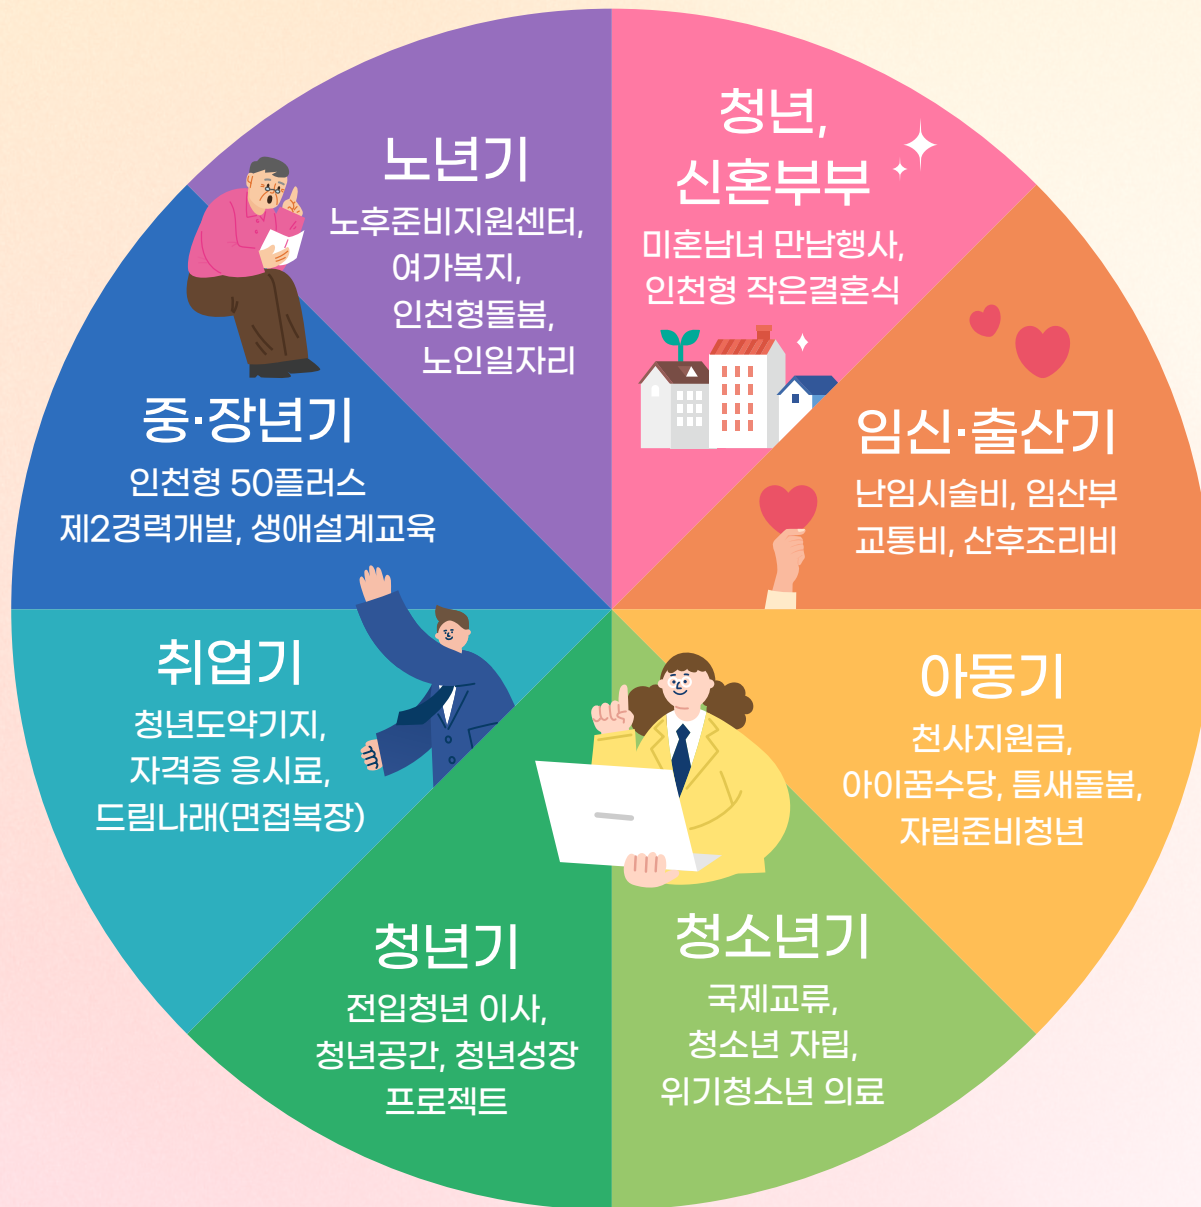 청년,
신혼부부
미혼남녀 만남행사,
인천형 작은결혼식
임신·출산기
난임시술비, 임산부
교통비, 산후조리비
아동기
천사지원금,
아이꿈수당, 틈새돌봄,
자립준비청년
청소년기
국제교류,
청소년 자립,
위기청소년 의료
청년기
전입청년 이사,
청년공간, 청년성장
프로젝트
취업기
청년도약기지,
자격증 응시료,
드림나래(면접복장)
중·장년기
인천형 50플러스
제2경력개발, 생애설계교육
노년기
노후준비지원센터,
여가복지,
인천형돌봄,
노인일자리